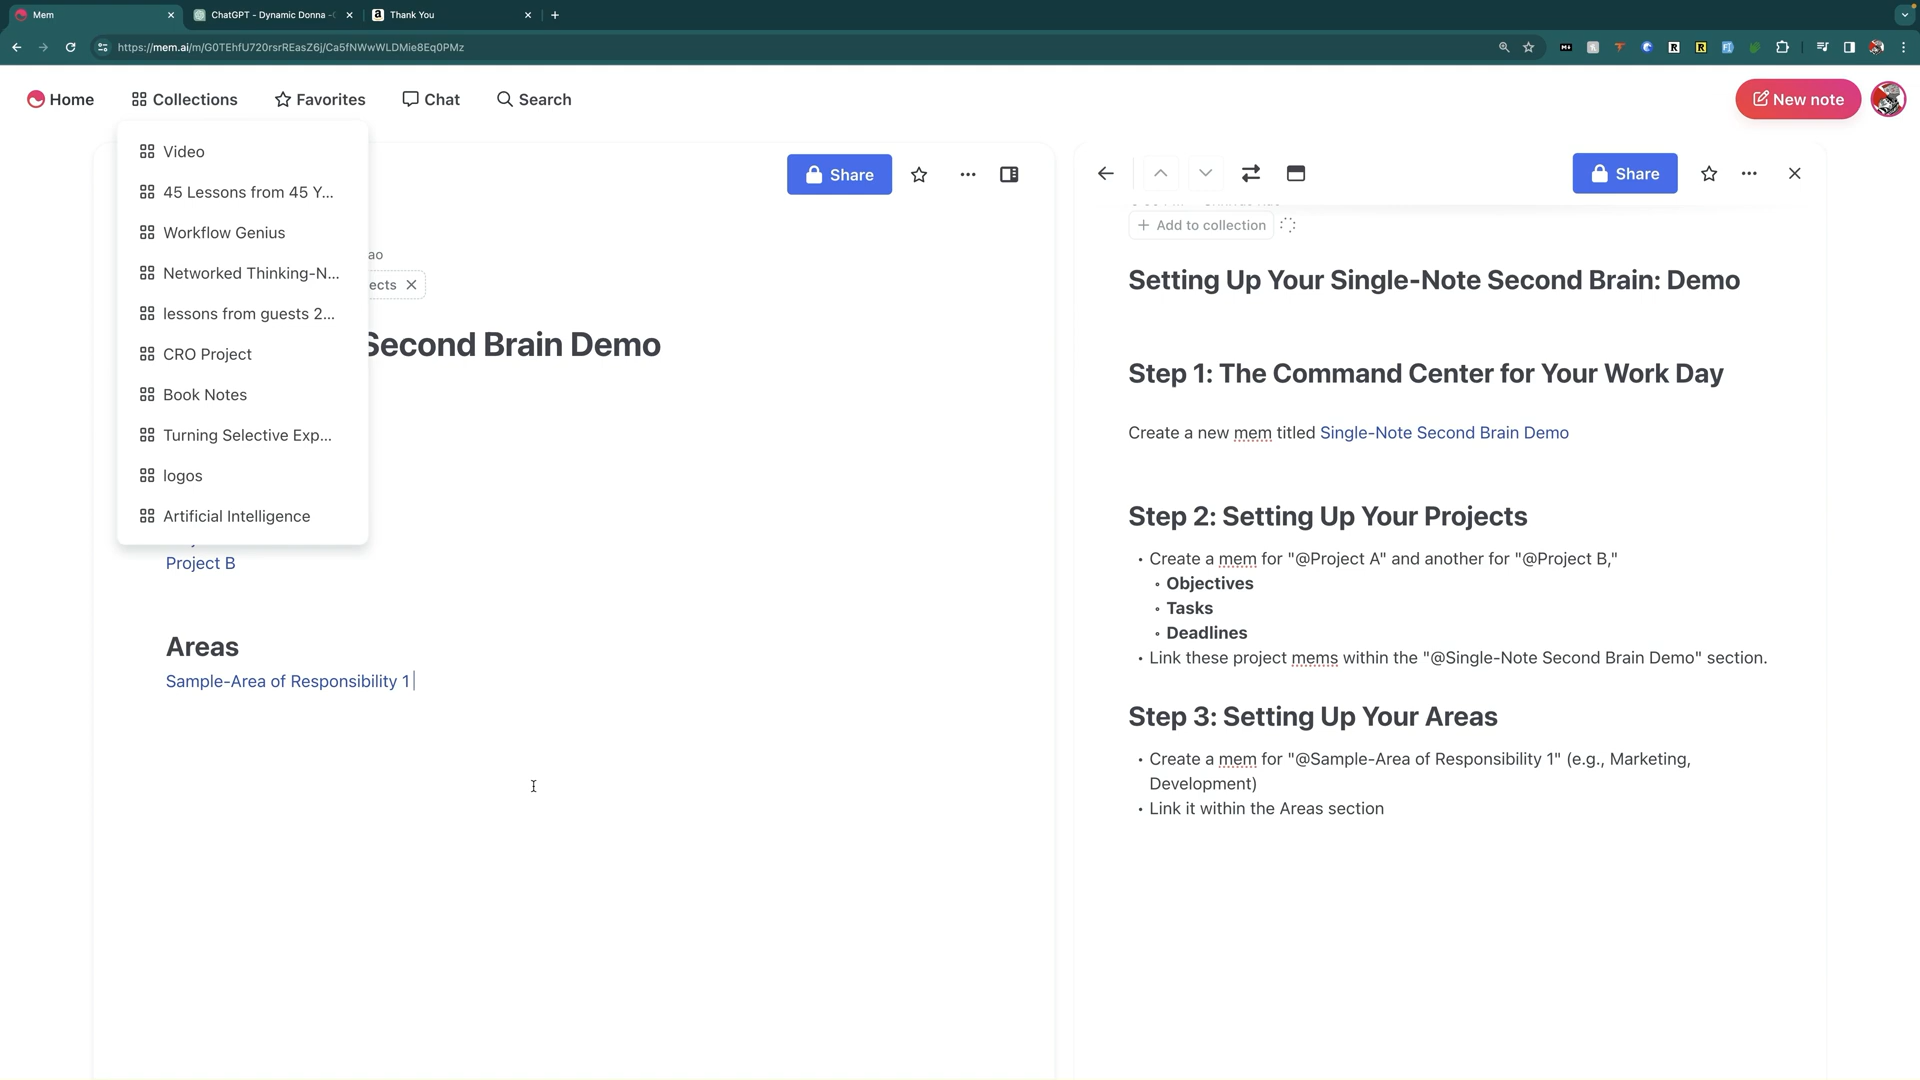 Mem
ChatGPT - Dynamic Donna -
Thank You
https://mem.ai/m/G0TEhfU720rsrREasZ6j/Ca5fNWwWLDMie8Eq0PMz
Home
Collections
Favorites
Chat
Search
New note
Video
45 Lessons from 45 Y...
Workflow Genius
Networked Thinking-N...
lessons from guests 2...
CRO Project
Book Notes
Turning Selective Exp...
logos
Artificial Intelligence
Share
ao
ects
Second Brain Demo
Project B
Areas
Sample-Area of Responsibility 1
Share
+ Add to collection
Setting Up Your Single-Note Second Brain: Demo
Step 1: The Command Center for Your Work Day
Create a new mem titled Single-Note Second Brain Demo
Step 2: Setting Up Your Projects
• Create a mem for "@Project A" and another for "@Project B,"
◦ Objectives
◦ Tasks
◦ Deadlines
• Link these project mems within the "@Single-Note Second Brain Demo" section.
Step 3: Setting Up Your Areas
• Create a mem for "@Sample-Area of Responsibility 1" (e.g., Marketing,
Development)
• Link it within the Areas section